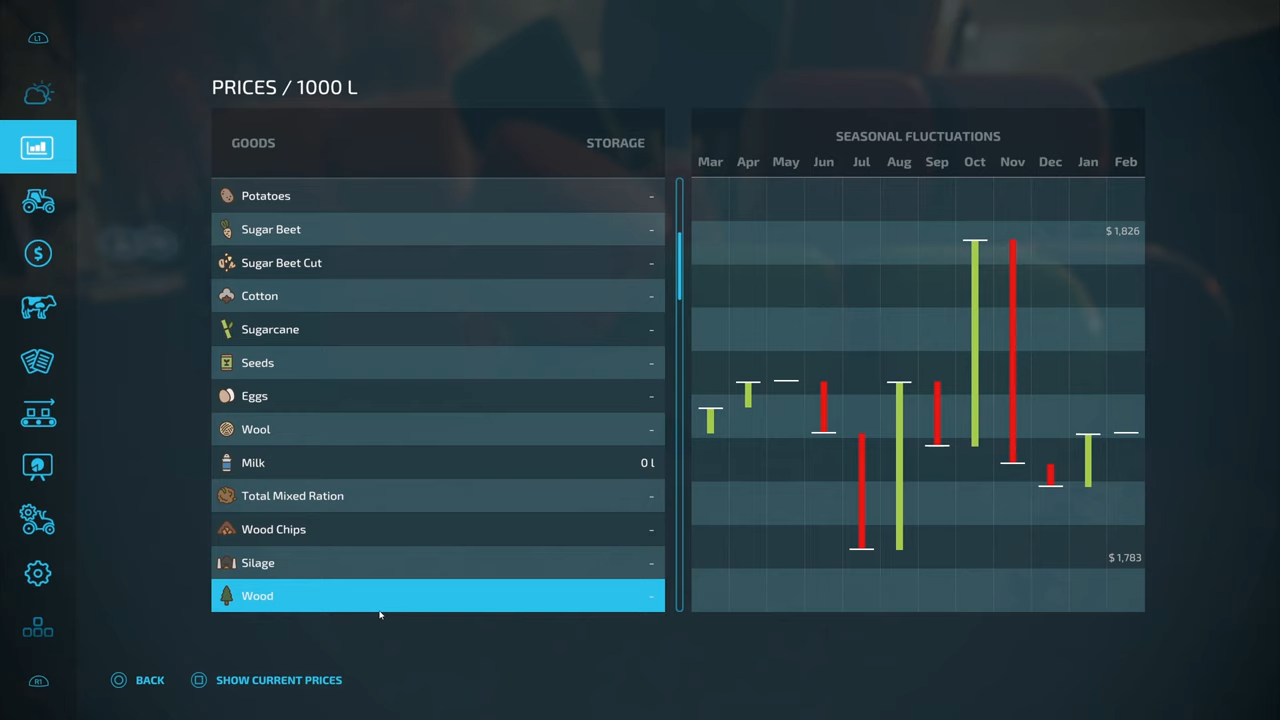 L1
PRICES / 1000 L
GOODS STORAGE
SEASONAL FLUCTUATIONS
Mar Apr May Jun Jul Aug Sep Oct Nov Dec Jan Feb
Potatoes -
Sugar Beet -
$ 1,826
Sugar Beet Cut -
Cotton -
Sugarcane -
Seeds -
Eggs -
Wool -
Milk 0 l
Total Mixed Ration -
Wood Chips -
Silage -
$ 1,783
Wood -
R1
BACK SHOW CURRENT PRICES